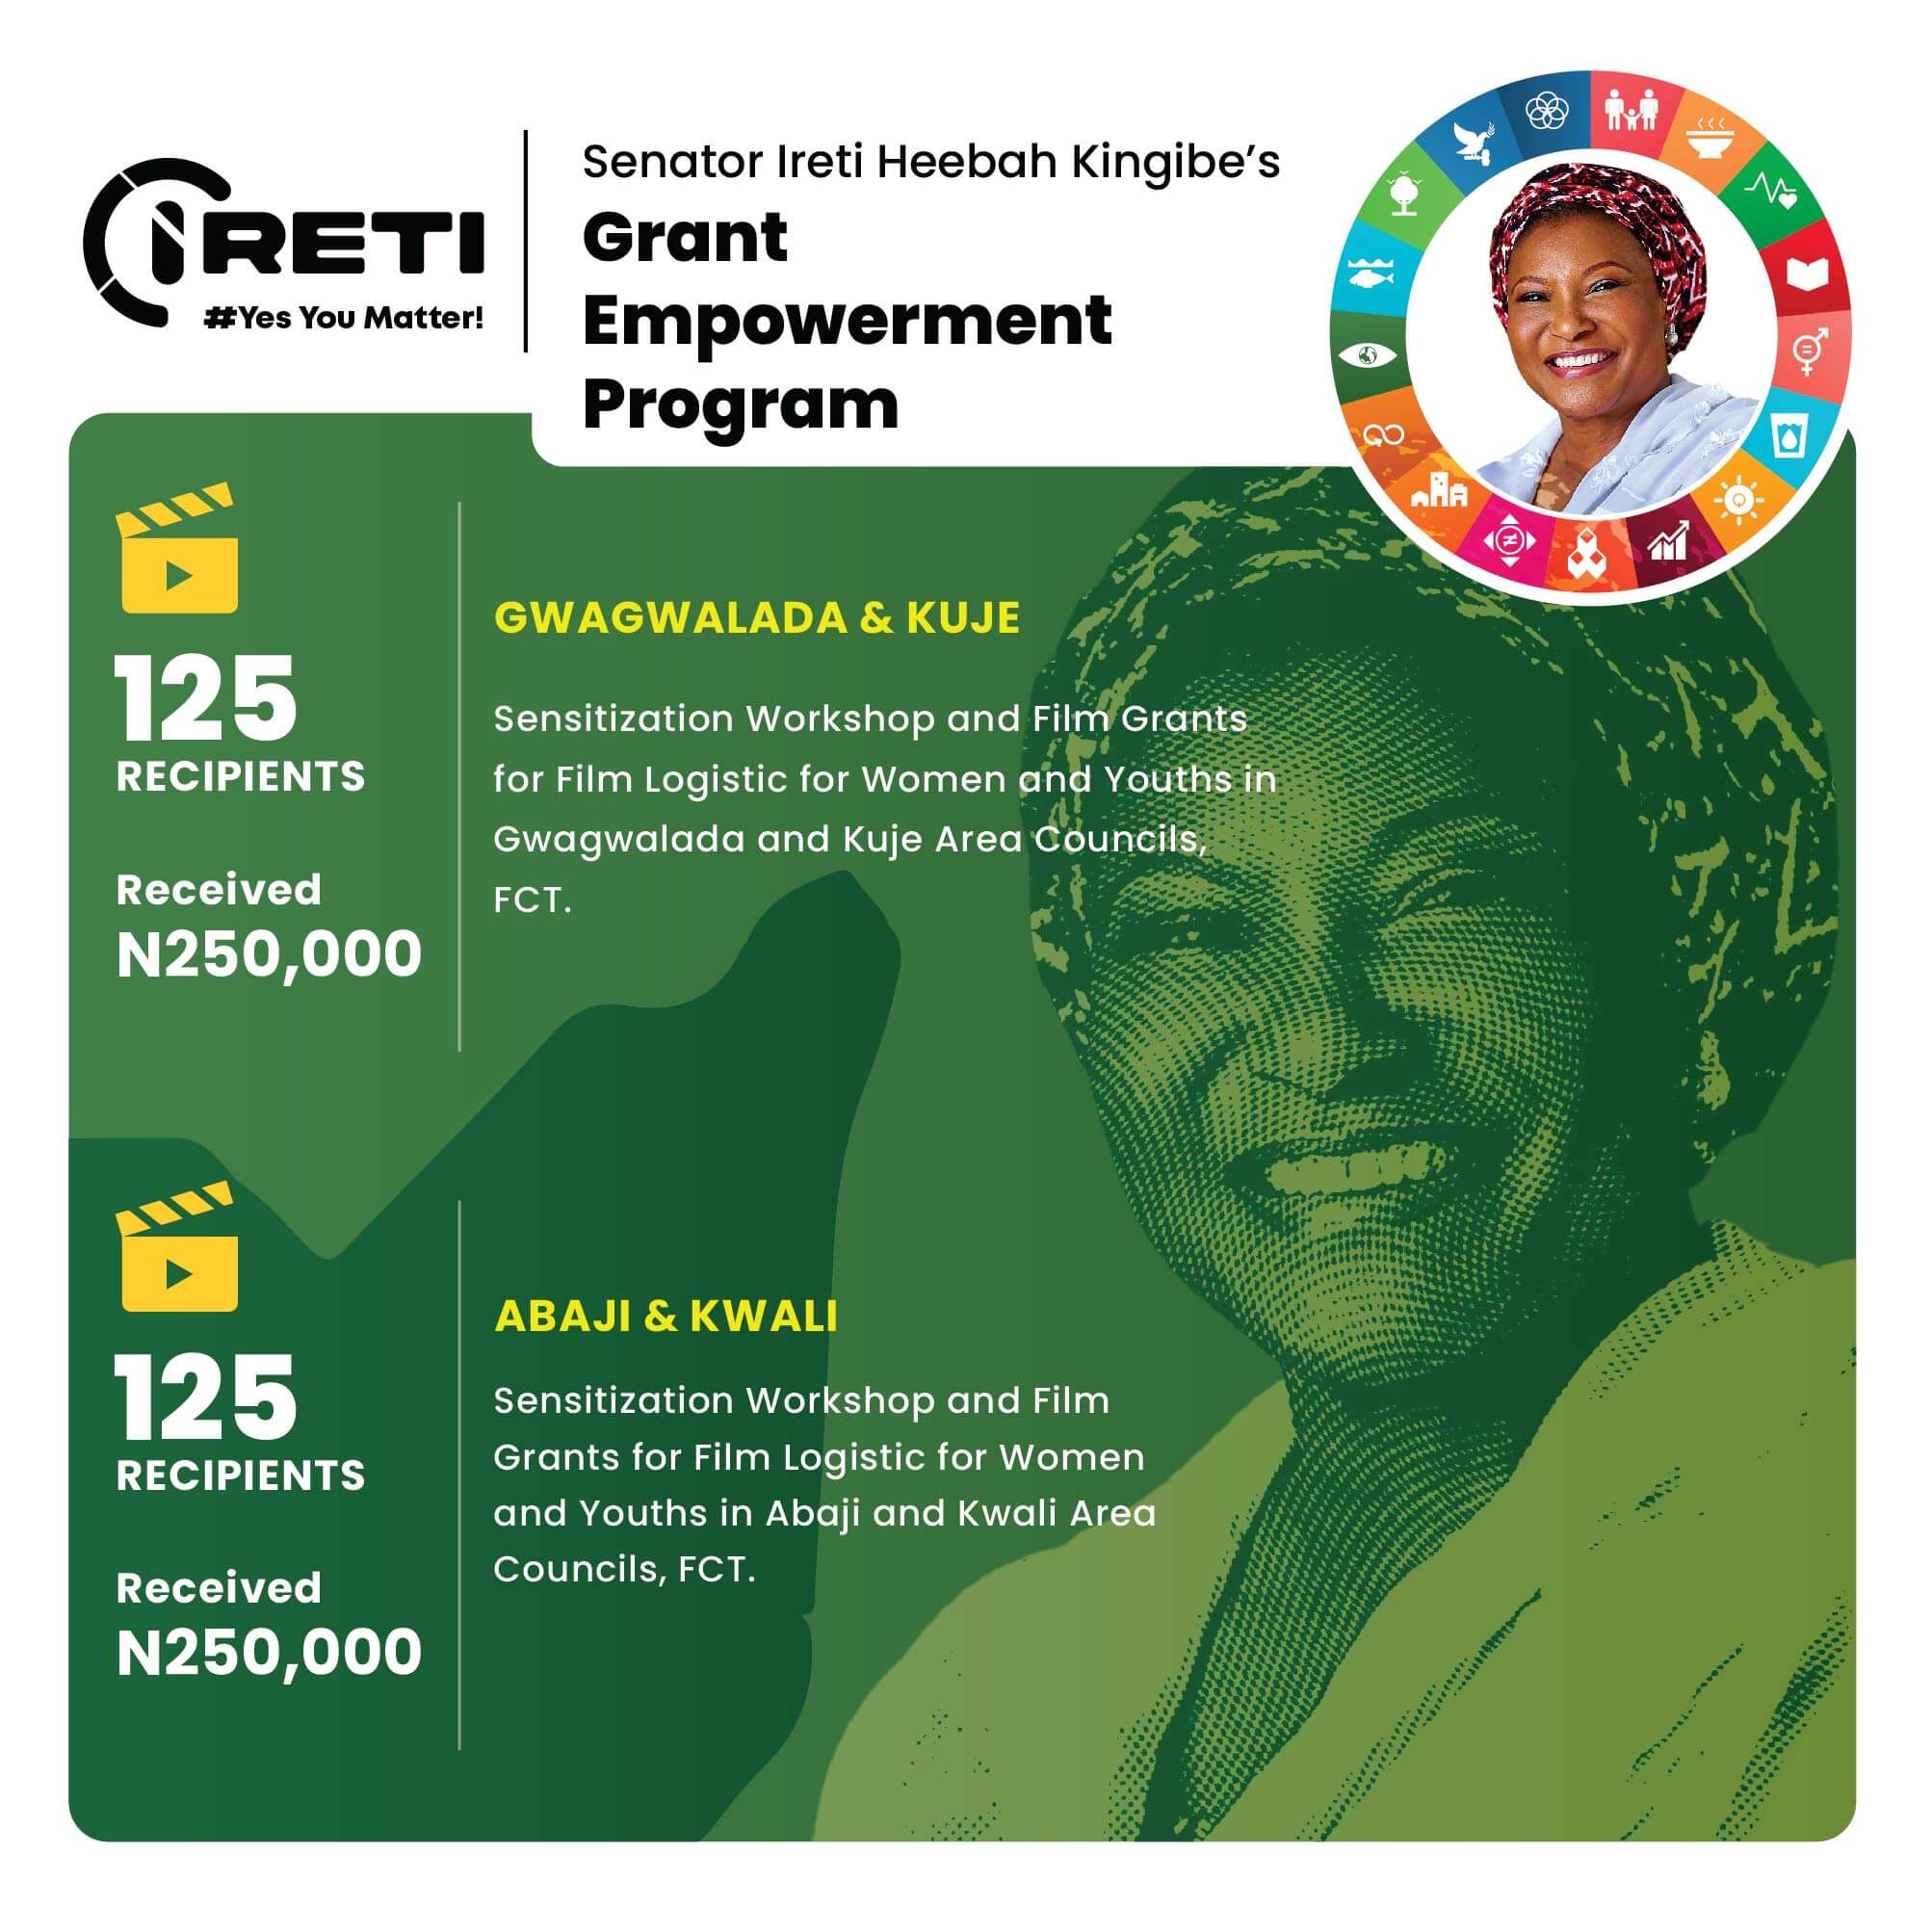 IRETI
#Yes You Matter!
Senator Ireti Heebah Kingibe’s
Grant
Empowerment
Program
125
RECIPIENTS
Received
N250,000
GWAGWALADA & KUJE
Sensitization Workshop and Film Grants
for Film Logistic for Women and Youths in
Gwagwalada and Kuje Area Councils,
FCT.
125
RECIPIENTS
Received
N250,000
ABAJI & KWALI
Sensitization Workshop and Film
Grants for Film Logistic for Women
and Youths in Abaji and Kwali Area
Councils, FCT.